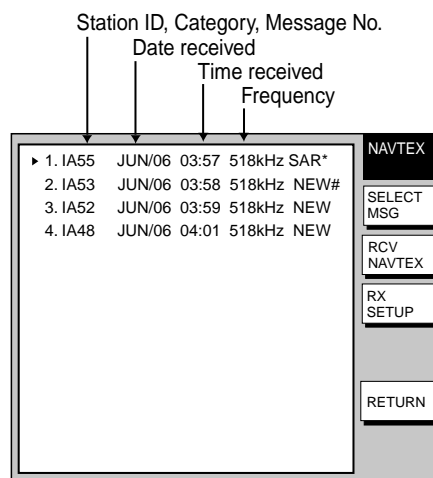 Station ID, Category, Message No.
Date received
Time received
Frequency
1. IA55 JUN/06 03:57 518kHz SAR*
2. IA53 JUN/06 03:58 518kHz NEW#
3. IA52 JUN/06 03:59 518kHz NEW
4. IA48 JUN/06 04:01 518kHz NEW
NAVTEX
SELECT
MSG
RCV
NAVTEX
RX
SETUP
RETURN